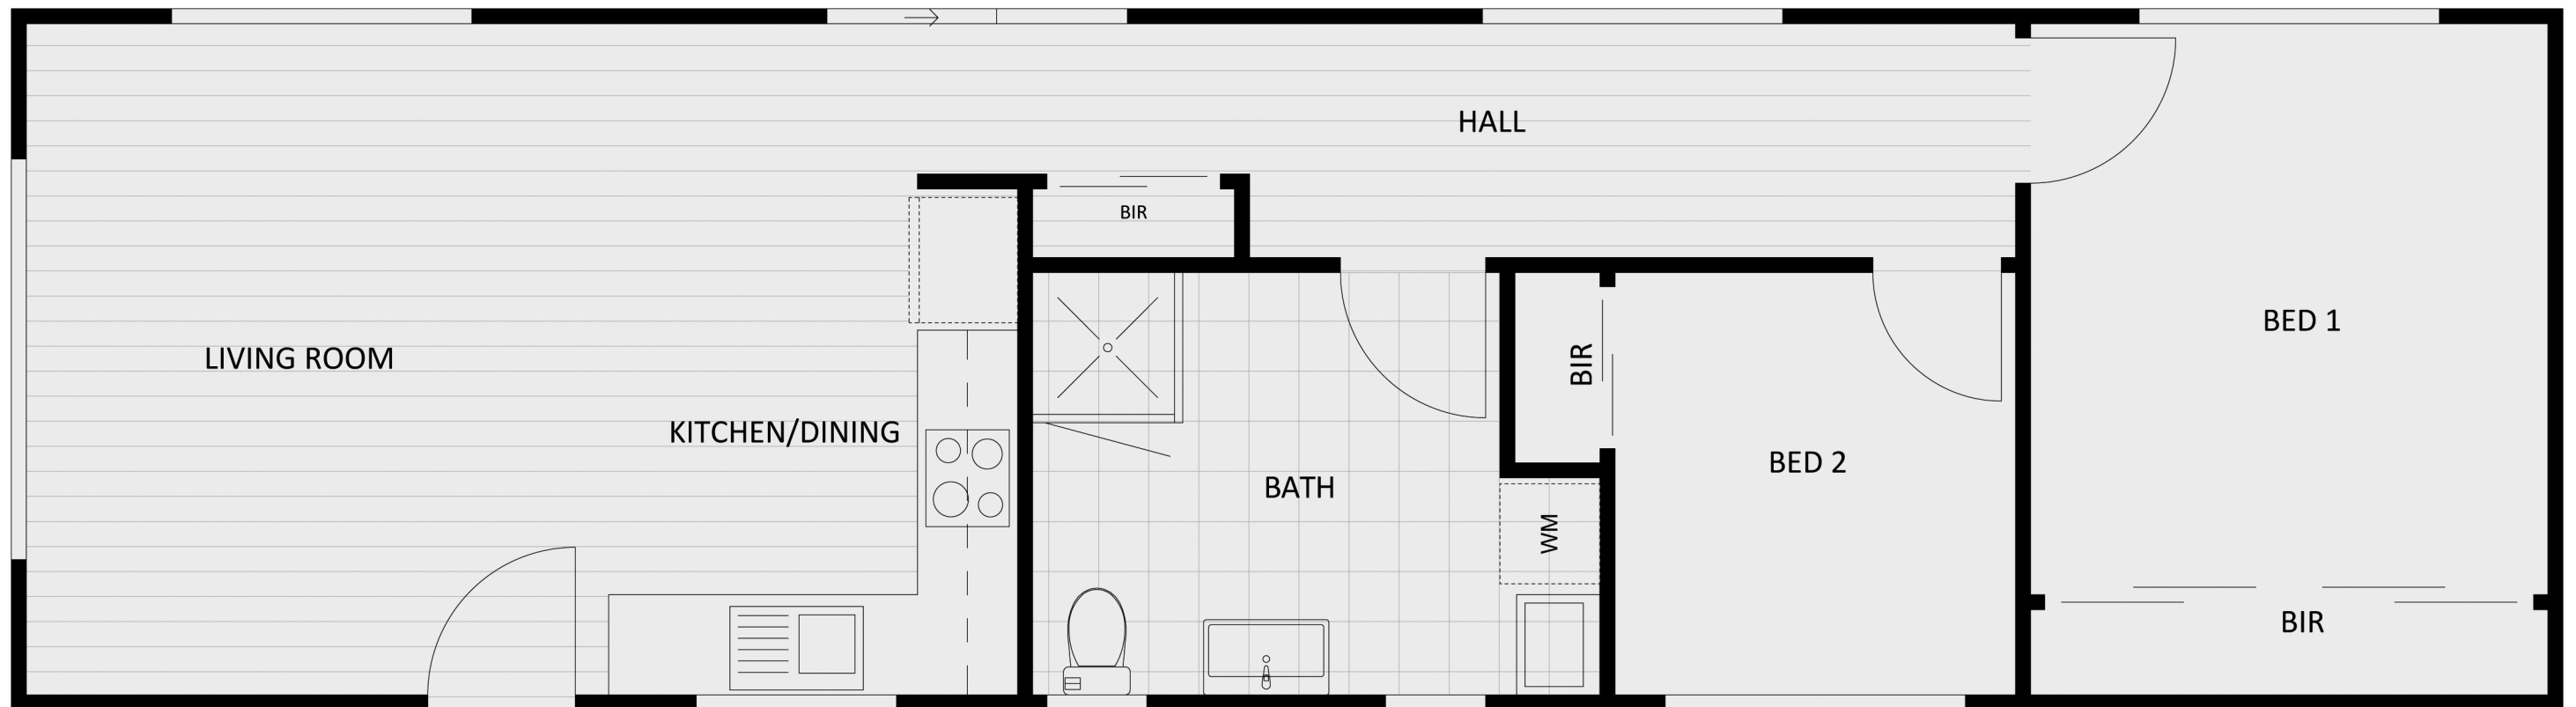 HALL
BIR
BED 1
LIVING ROOM
BIR
KITCHEN/DINING
BED 2
BATH
WM
BIR